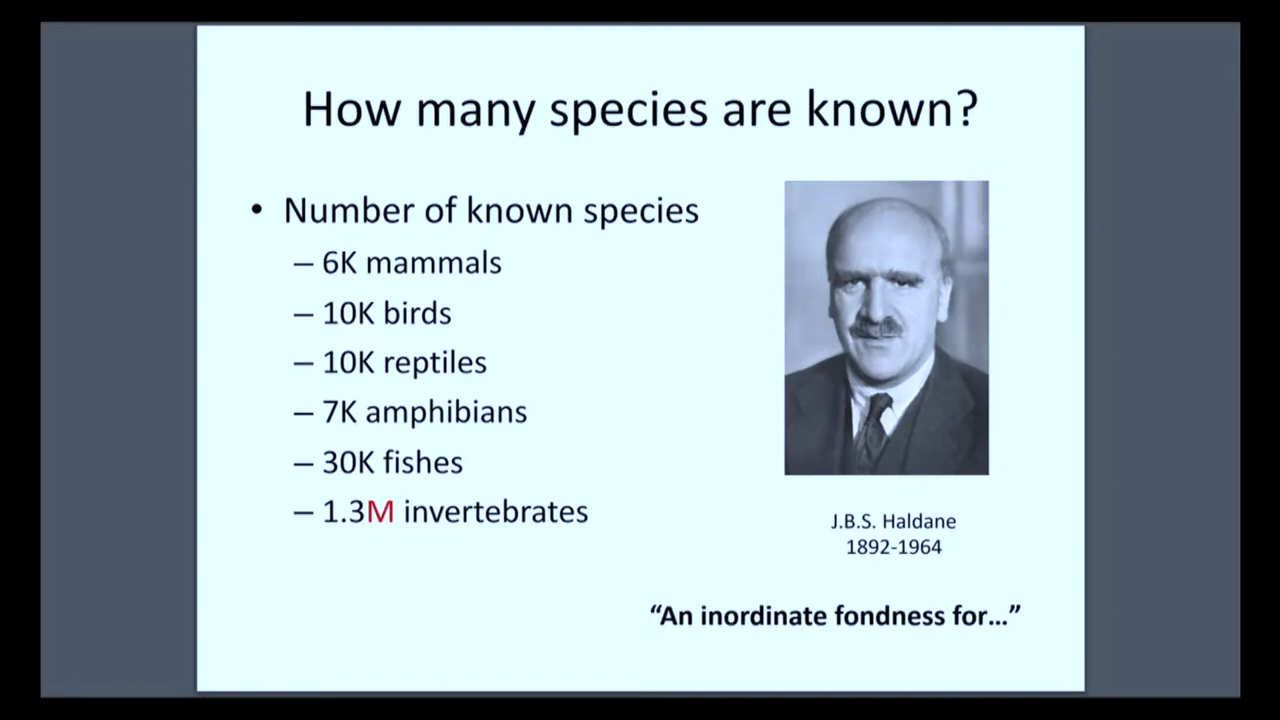 How many species are known?
• Number of known species
– 6K mammals
– 10K birds
– 10K reptiles
– 7K amphibians
– 30K fishes
– 1.3M invertebrates
J.B.S. Haldane
1892-1964
“An inordinate fondness for…”